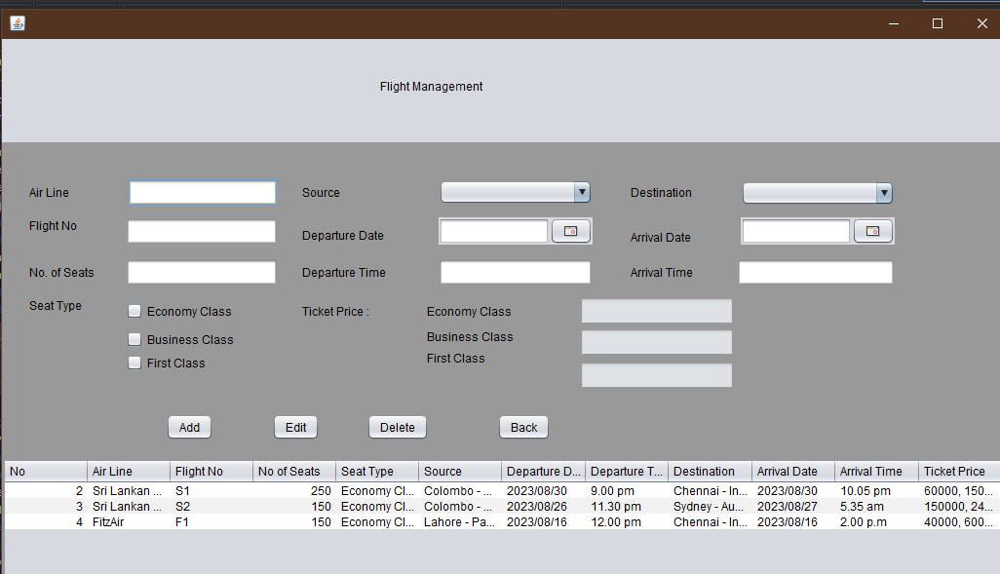 Flight Management
Air Line Source Destination
Flight No Departure Date Arrival Date
No. of Seats Departure Time Arrival Time
Seat Type Economy Class Ticket Price : Economy Class
Business Class Business Class
First Class First Class
Add Edit Delete Back
No Air Line Flight No No of Seats Seat Type Source Departure D... Departure T... Destination Arrival Date Arrival Time Ticket Price
2 Sri Lankan ... S1 250 Economy Cl... Colombo - ... 2023/08/30 9.00 pm Chennai - In... 2023/08/30 10.05 pm 60000, 150...
3 Sri Lankan ... S2 150 Economy Cl... Colombo - ... 2023/08/26 11.30 pm Sydney - Au... 2023/08/27 5.35 am 150000, 24...
4 FitzAir F1 150 Economy Cl... Lahore - Pa... 2023/08/16 12.00 pm Chennai - In... 2023/08/16 2.00 p.m 40000, 600...